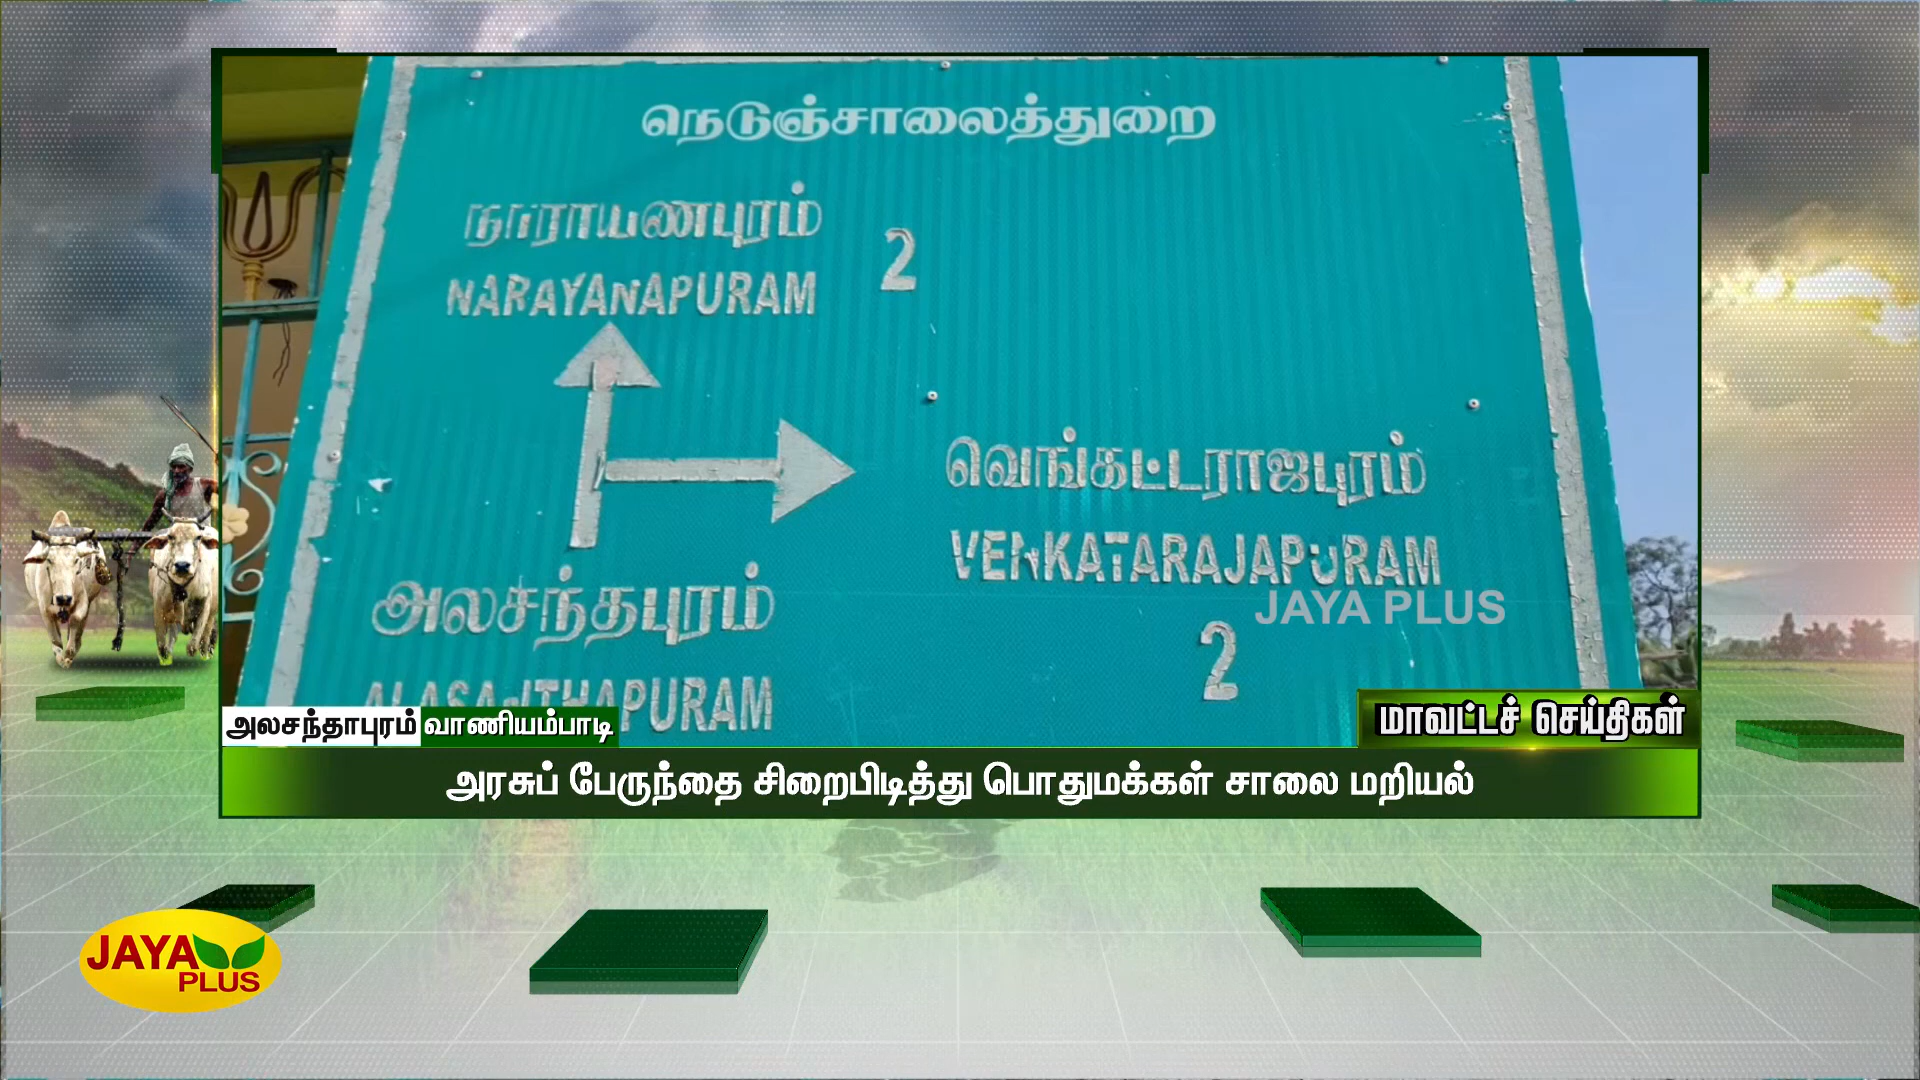 நெடுஞ்சாலைத்துறை
நாராயணபுரம்
NARAYANAPURAM 2
வெங்கட்டராஜபுரம்
VENKATARAJAPURAM
2
அலசந்தபுரம்
ALASANTHAPURAM
JAYA PLUS
அலசந்தாபுரம் வாணியம்பாடி
மாவட்டச் செய்திகள்
அரசுப் பேருந்தை சிறைபிடித்து பொதுமக்கள் சாலை மறியல்
JAYA
PLUS